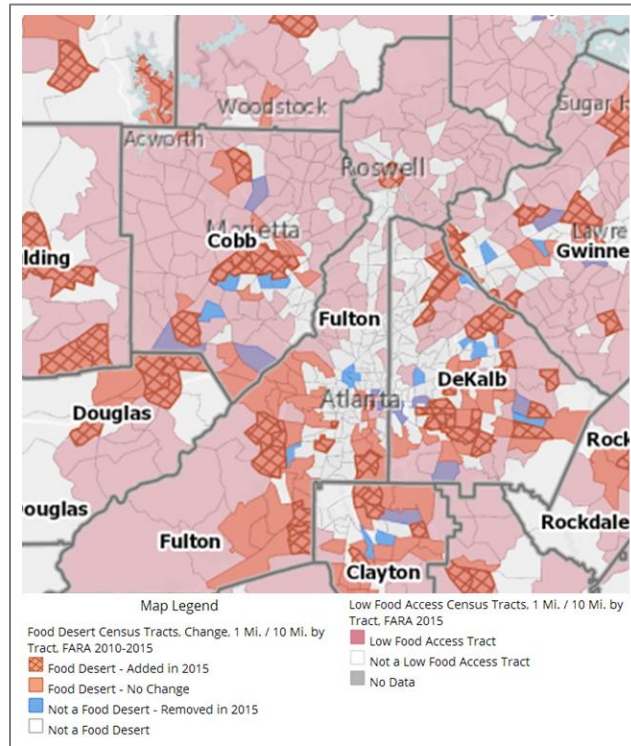 Woodstock
Sugar H
Acworth
Roswell
Marietta
Cobb
Lawre
Gwinne
lding
Fulton
DeKalb
Atlanta
Douglas
Rock
ouglas
Rockdale
Fulton
Clayton
Map Legend
Food Desert Census Tracts, Change, 1 Mi. / 10 Mi. by
Tract, FARA 2010-2015
Food Desert - Added in 2015
Food Desert - No Change
Not a Food Desert - Removed in 2015
Not a Food Desert
Low Food Access Census Tracts, 1 Mi. / 10 Mi. by
Tract, FARA 2015
Low Food Access Tract
Not a Low Food Access Tract
No Data